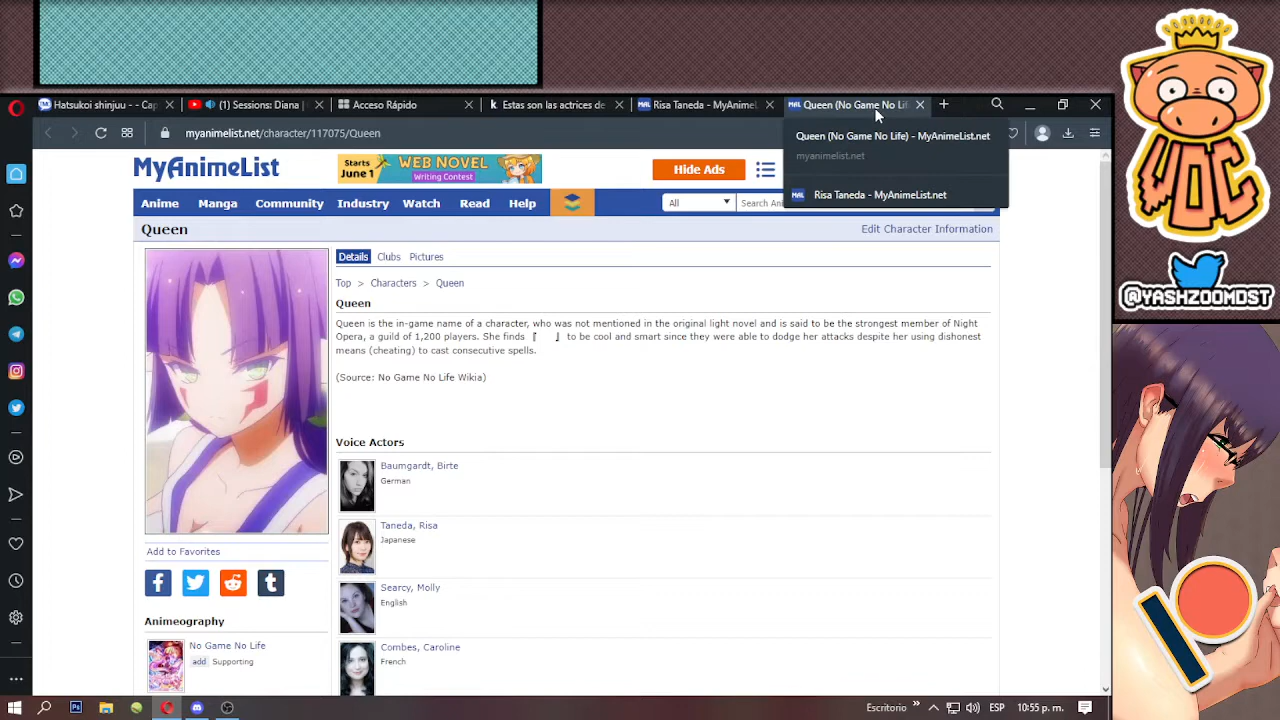 Hatsukoi shinjuu - - Cap
(1) Sessions: Diana |
Acceso Rápido
Estas son las actrices de
Risa Taneda - MyAnimeL
Queen (No Game No Lif
myanimelist.net/character/117075/Queen
Queen (No Game No Life) - MyAnimeList.net
myanimelist.net
Risa Taneda - MyAnimeList.net
MyAnimeList
Starts
June 1
WEB NOVEL
Writing Contest
Hide Ads
Anime Manga Community Industry Watch Read Help
All
Search Ani
Queen
Edit Character Information
Details Clubs Pictures
Top > Characters > Queen
Queen
Queen is the in-game name of a character, who was not mentioned in the original light novel and is said to be the strongest member of Night
Opera, a guild of 1,200 players. She finds 『 』 to be cool and smart since they were able to dodge her attacks despite her using dishonest
means (cheating) to cast consecutive spells.
(Source: No Game No Life Wikia)
Voice Actors
Baumgardt, Birte
German
Taneda, Risa
Japanese
Searcy, Molly
English
Combes, Caroline
French
Add to Favorites
Animeography
No Game No Life
add Supporting
VOC
@YASHZOOMDST
Escritorio
ESP
10:55 p. m.